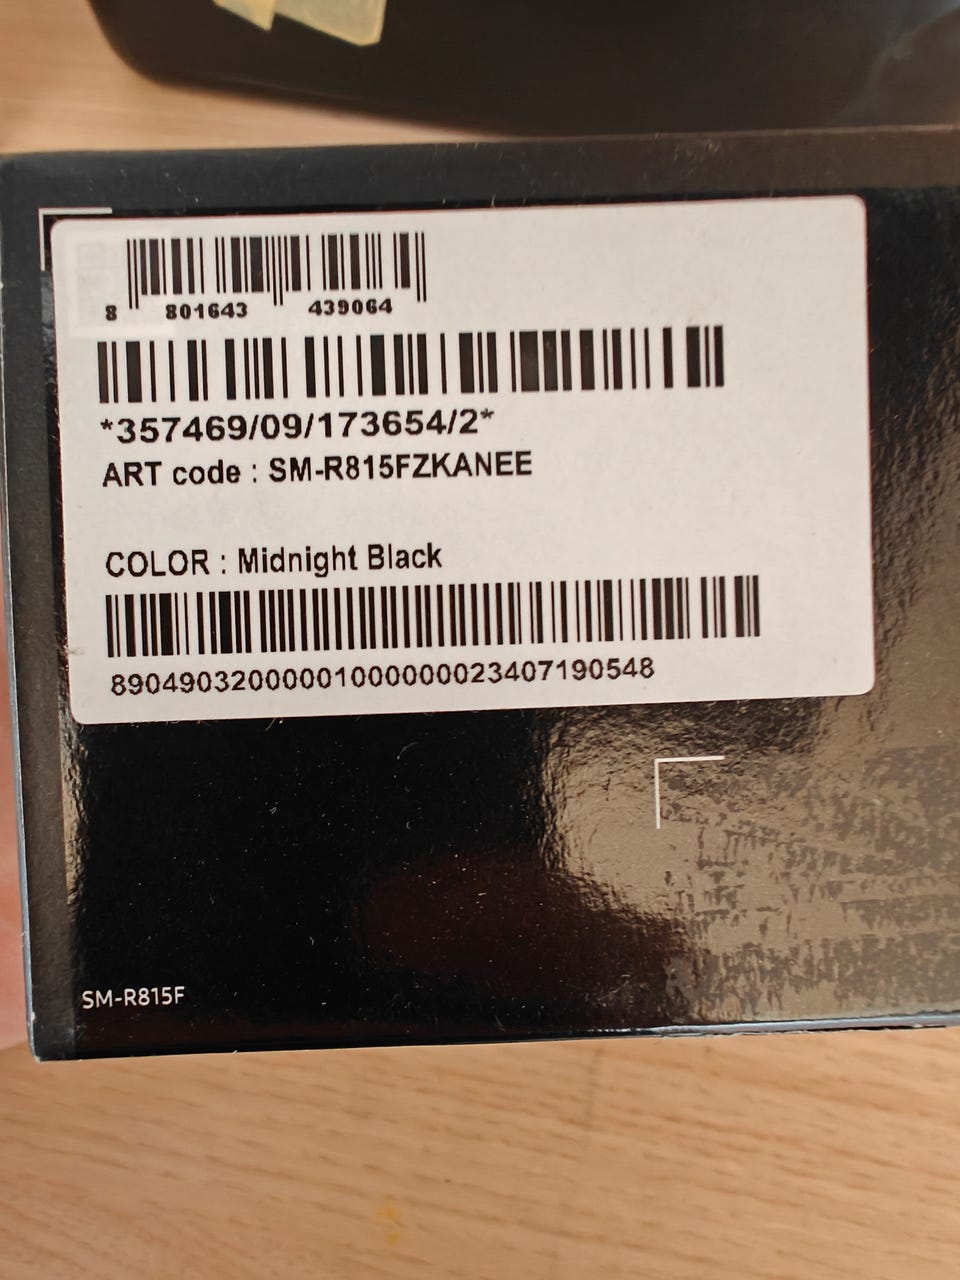 8 801643 439064
*357469/09/173654/2*
ART code : SM-R815FZKANEE
COLOR : Midnight Black
89049032000001000000023407190548
SM-R815F